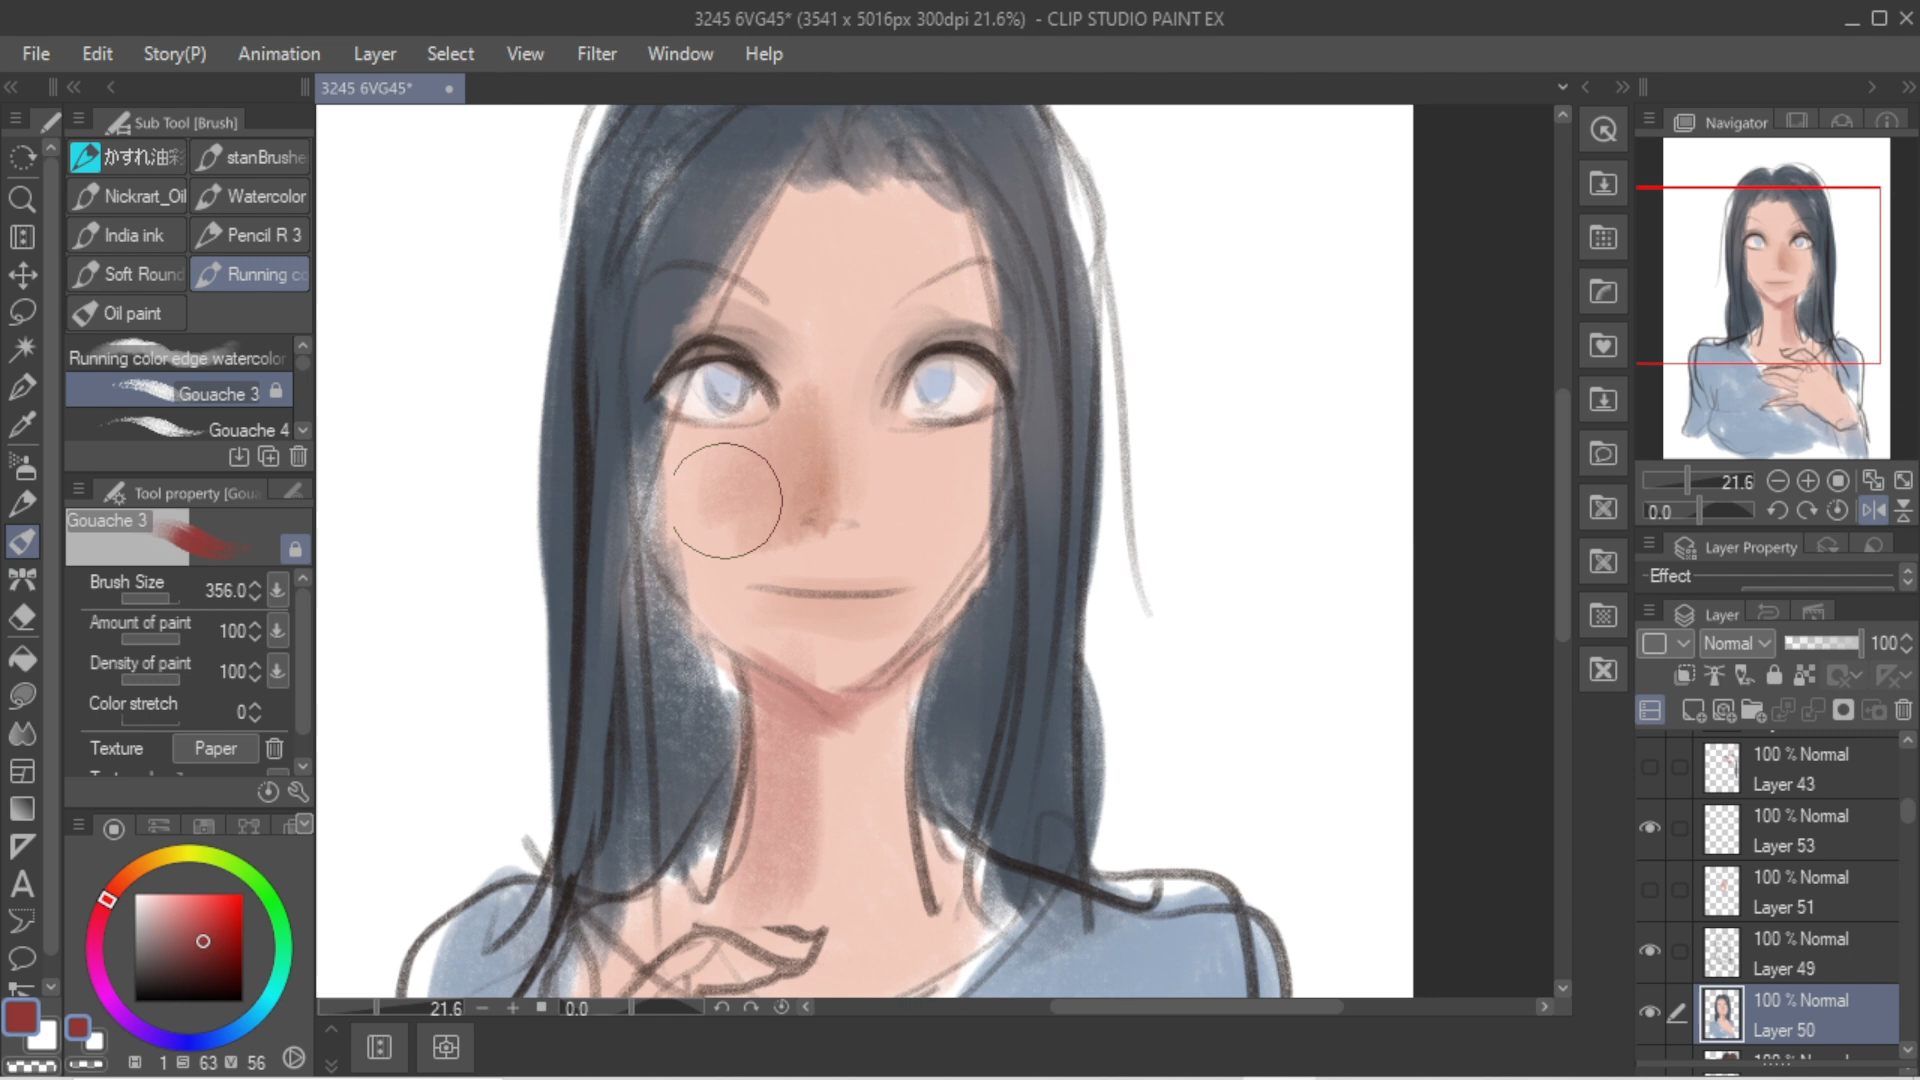 3245 6VG45* (3541 x 5016px 300dpi 21.6%) - CLIP STUDIO PAINT EX
File Edit Story(P) Animation Layer Select View Filter Window Help
3245 6VG45*
Sub Tool [Brush]
かすれ油彩 stanBrushe
Nickrart_Oil Watercolor
India ink Pencil R 3
Soft Round Running co
Oil paint
Running color edge watercolor
Gouache 3
Gouache 4
Tool property [Goua
Gouache 3
Brush Size 356.0
Amount of paint 100
Density of paint 100
Color stretch 0
Texture Paper
H 1 S 63 V 56
21.6 0.0
Navigator
21.6
0.0
Layer Property
Effect
Layer
Normal 100
100 % Normal
Layer 43
100 % Normal
Layer 53
100 % Normal
Layer 51
100 % Normal
Layer 49
100 % Normal
Layer 50